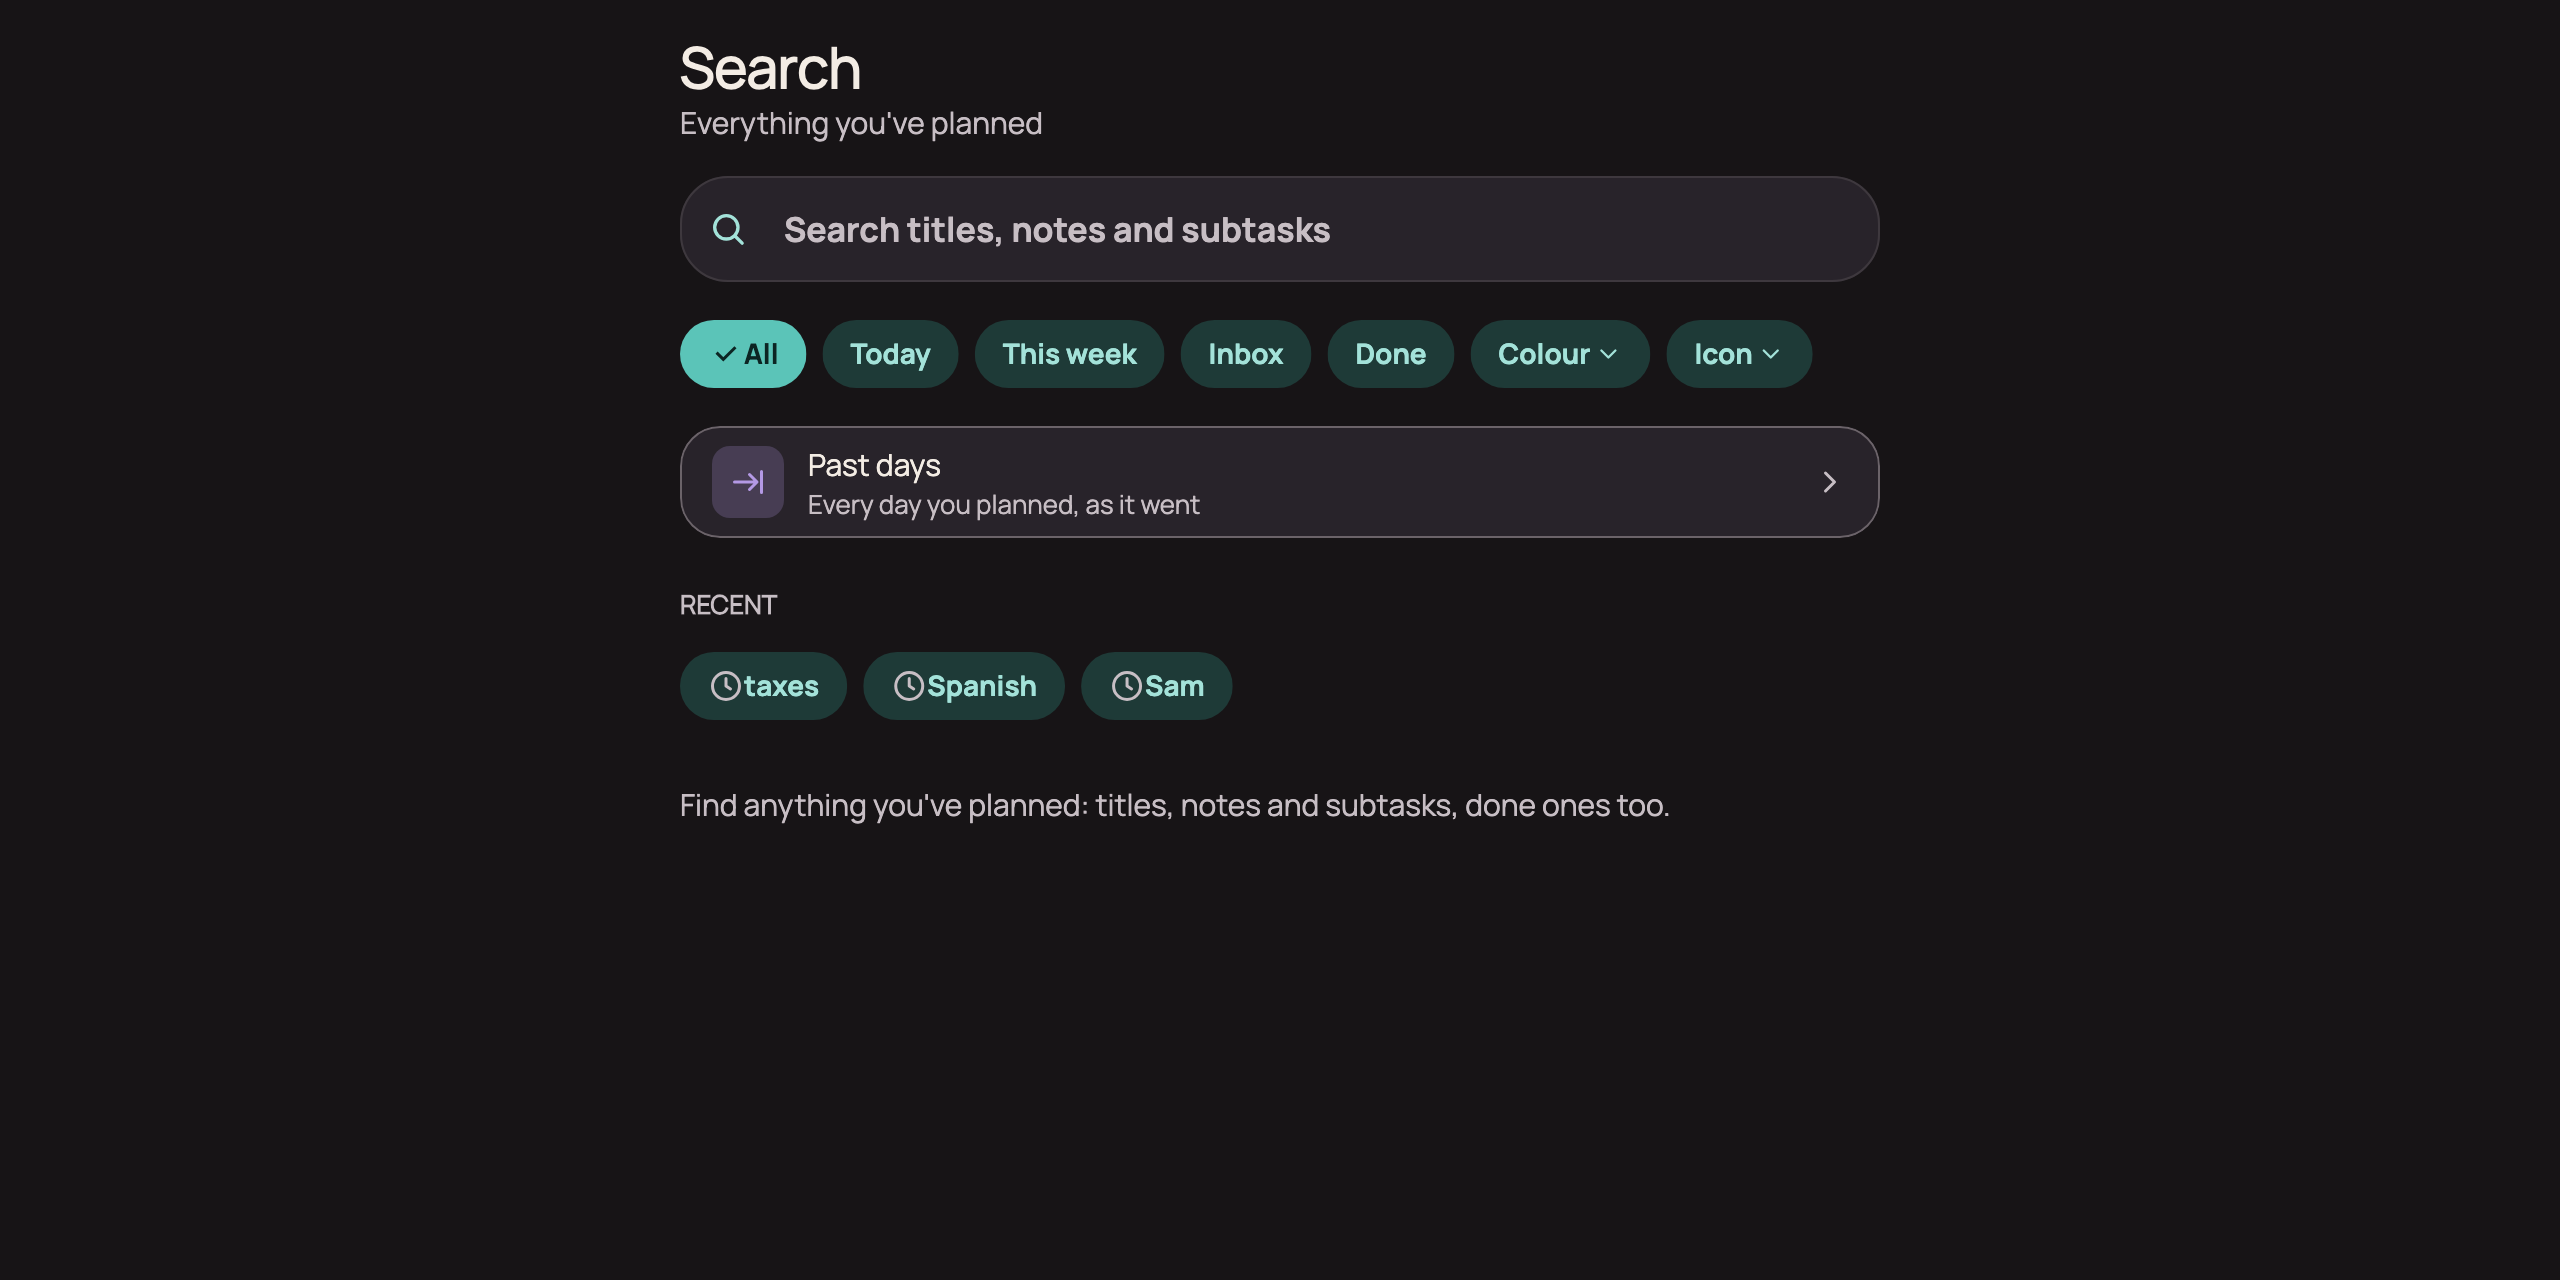 Search
Everything you've planned
Search titles, notes and subtasks
All Today This week Inbox Done Colour Icon
Past days
Every day you planned, as it went
RECENT
taxes Spanish Sam
Find anything you've planned: titles, notes and subtasks, done ones too.